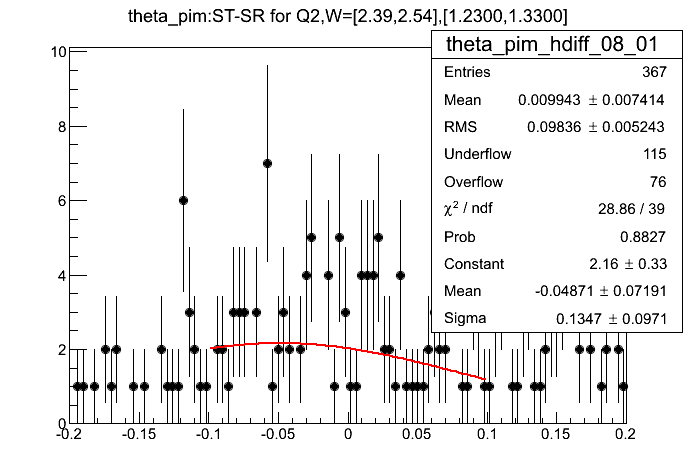 theta_pim:ST-SR for Q2,W=[2.39,2.54],[1.2300,1.3300]
theta_pim_hdiff_08_01
Entries 367
Mean 0.009943 ± 0.007414
RMS 0.09836 ± 0.005243
Underflow 115
Overflow 76
χ² / ndf 28.86 / 39
Prob 0.8827
Constant 2.16 ± 0.33
Mean -0.04871 ± 0.07191
Sigma 0.1347 ± 0.0971
10
8
6
4
2
0
-0.2 -0.15 -0.1 -0.05 0 0.05 0.1 0.15 0.2